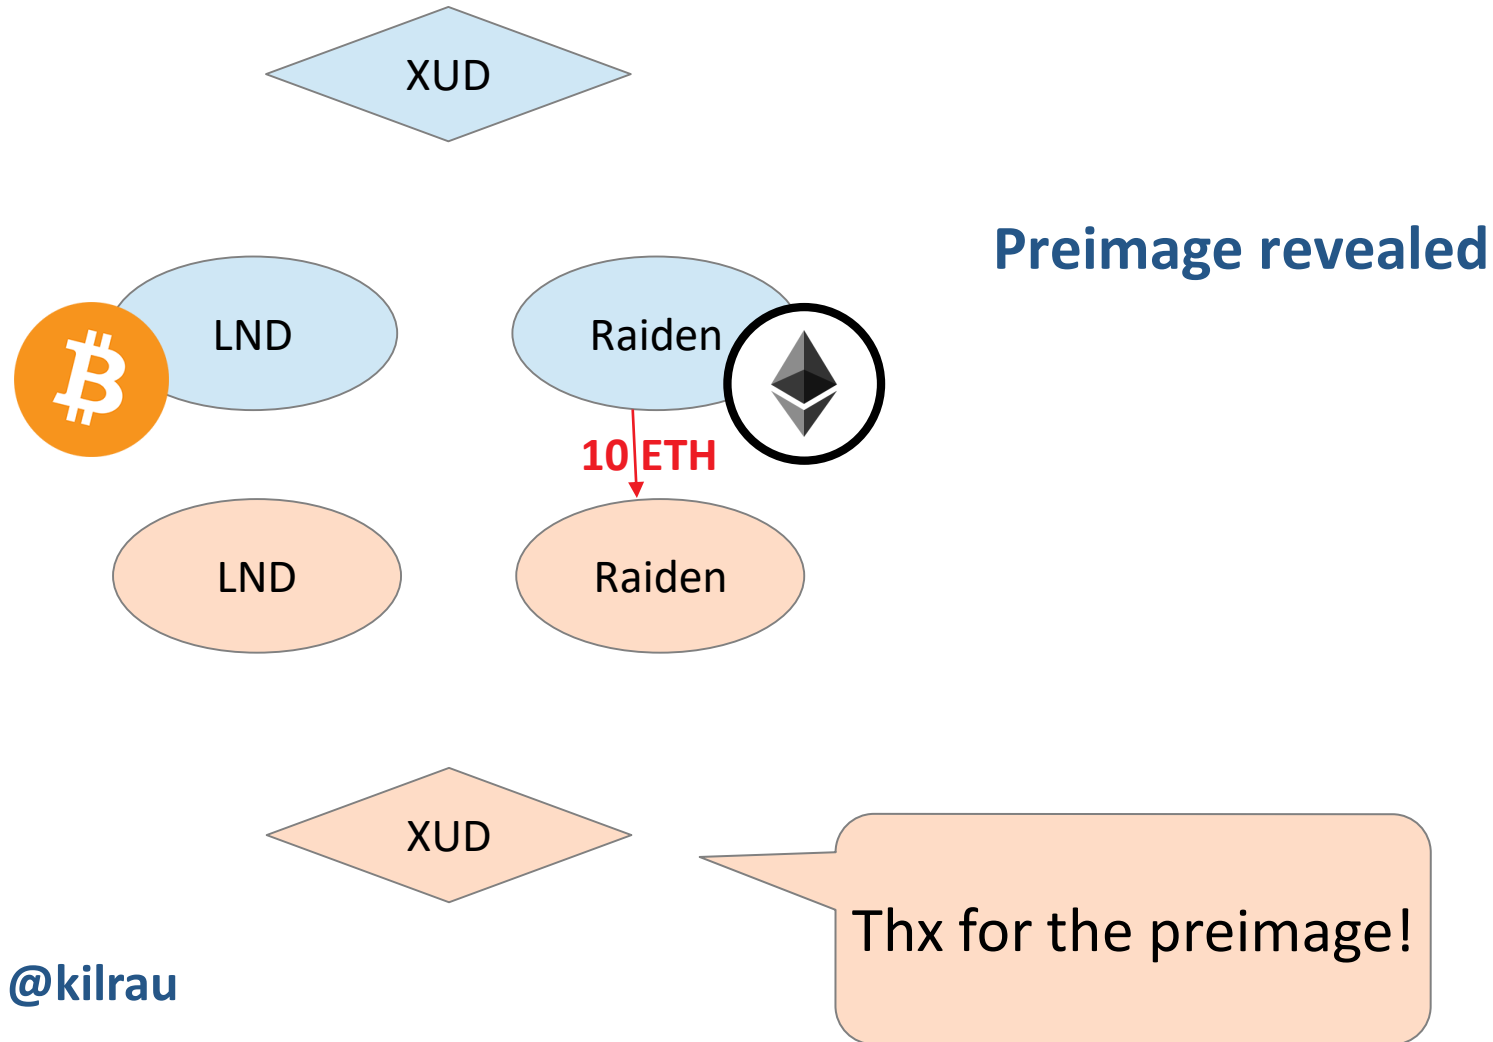 XUD
Preimage revealed
LND
Raiden
10 ETH
LND
Raiden
XUD
Thx for the preimage!
@kilrau